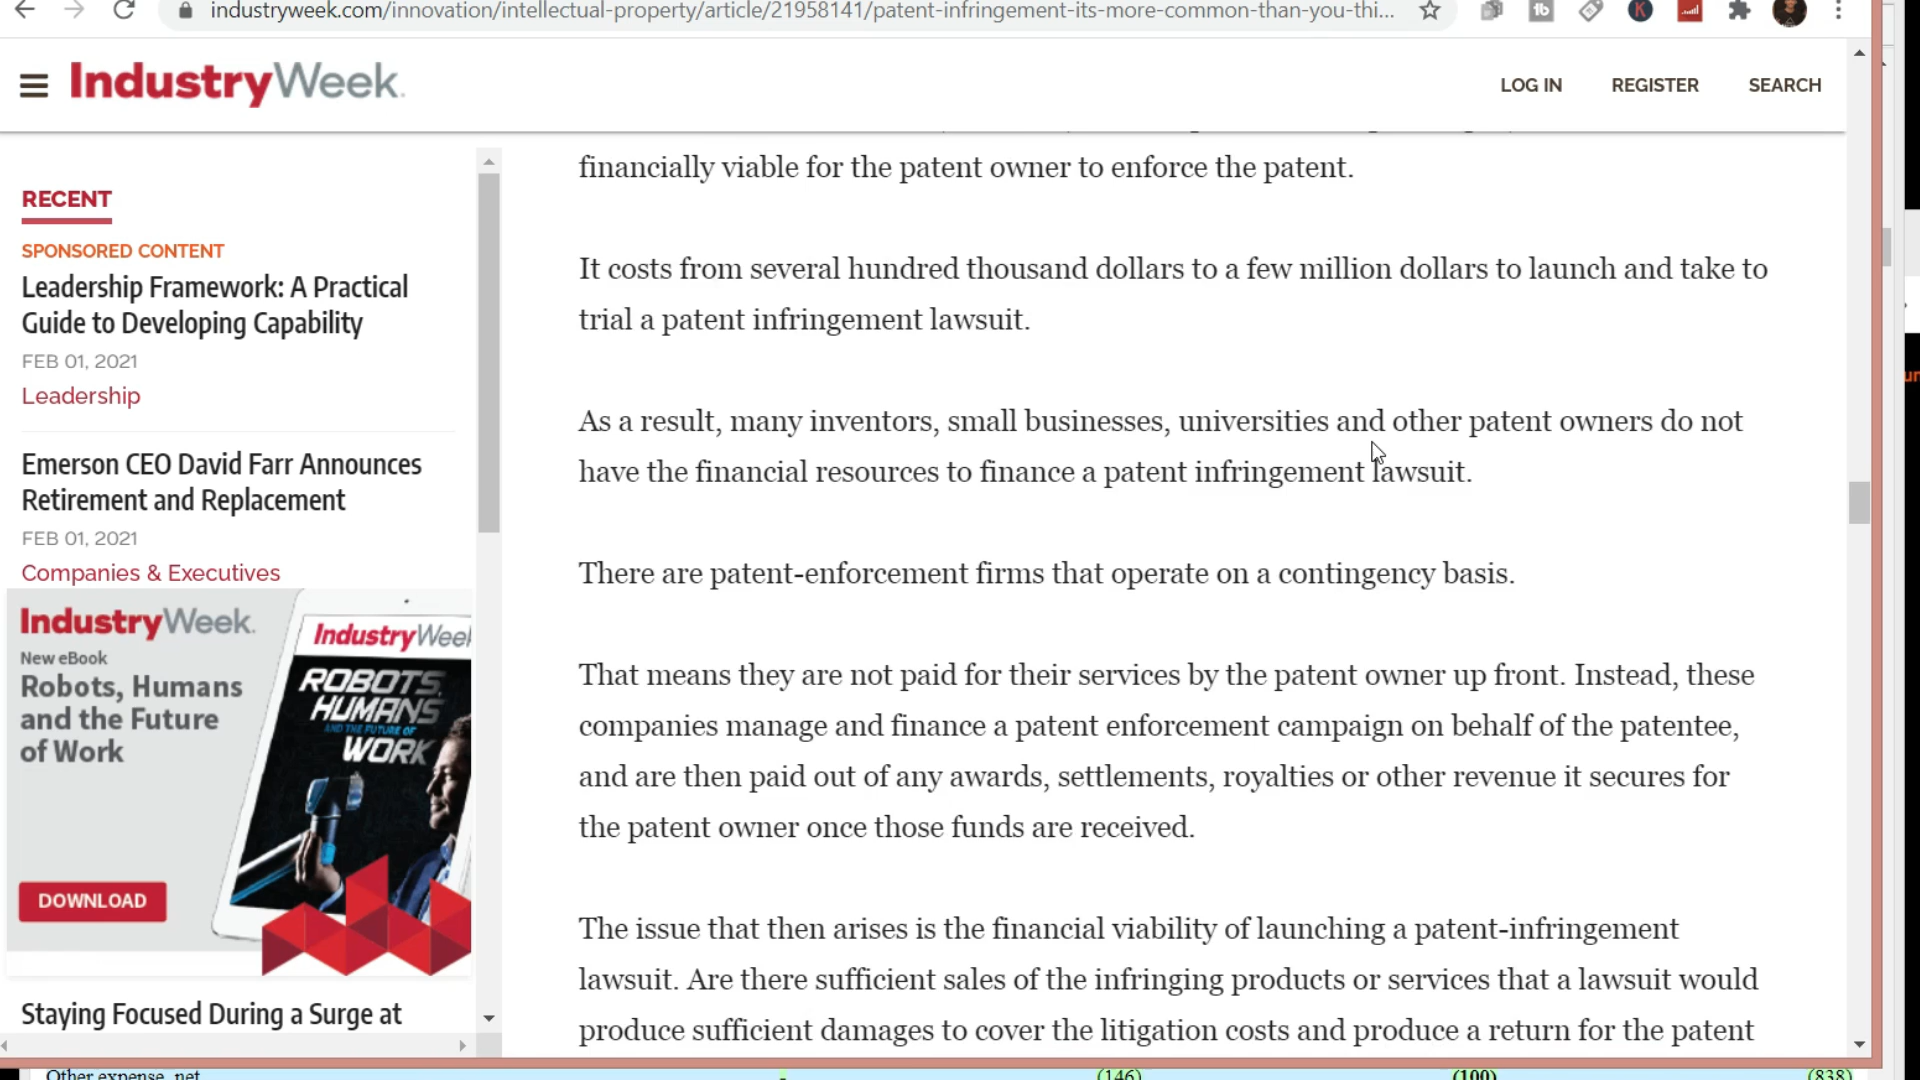 industryweek.com/innovation/intellectual-property/article/21958141/patent-infringement-its-more-common-than-you-thi...
IndustryWeek.
LOG IN
REGISTER
SEARCH
RECENT
SPONSORED CONTENT
Leadership Framework: A Practical
Guide to Developing Capability
FEB 01, 2021
Leadership
Emerson CEO David Farr Announces
Retirement and Replacement
FEB 01, 2021
Companies & Executives
IndustryWeek.
New eBook
Robots, Humans
and the Future
of Work
DOWNLOAD
ROBOTS,
HUMANS
AND THE FUTURE OF
WORK
Staying Focused During a Surge at
financially viable for the patent owner to enforce the patent.
It costs from several hundred thousand dollars to a few million dollars to launch and take to
trial a patent infringement lawsuit.
As a result, many inventors, small businesses, universities and other patent owners do not
have the financial resources to finance a patent infringement lawsuit.
There are patent-enforcement firms that operate on a contingency basis.
That means they are not paid for their services by the patent owner up front. Instead, these
companies manage and finance a patent enforcement campaign on behalf of the patentee,
and are then paid out of any awards, settlements, royalties or other revenue it secures for
the patent owner once those funds are received.
The issue that then arises is the financial viability of launching a patent-infringement
lawsuit. Are there sufficient sales of the infringing products or services that a lawsuit would
produce sufficient damages to cover the litigation costs and produce a return for the patent
Other expense, net
(146)
(100)
(838)